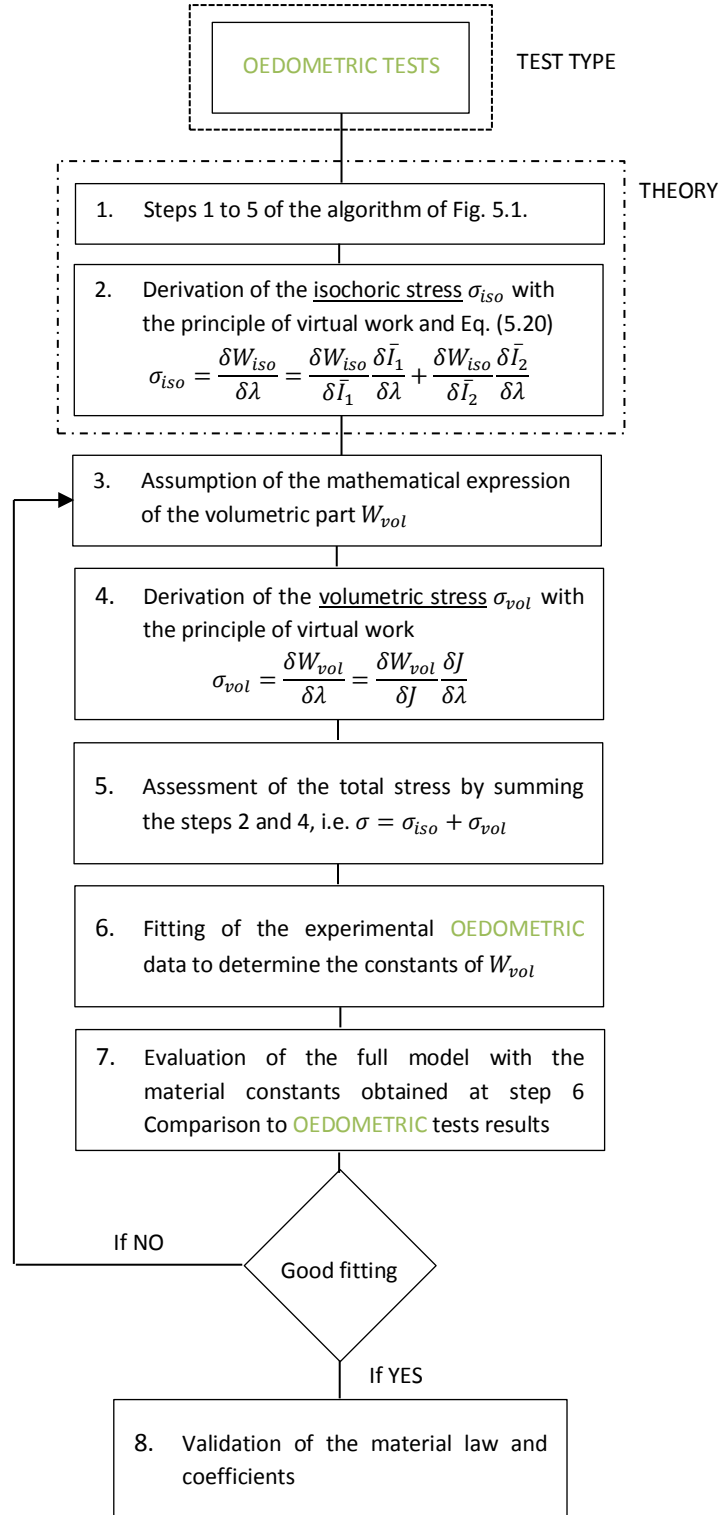 OEDOMETRIC TESTS
TEST TYPE
THEORY
1. Steps 1 to 5 of the algorithm of Fig. 5.1.
2. Derivation of the isochoric stress σ_iso with
the principle of virtual work and Eq. (5.20)
σ_iso = δW_iso/δλ = δW_iso/δĪ_1 δĪ_1/δλ + δW_iso/δĪ_2 δĪ_2/δλ
3. Assumption of the mathematical expression
of the volumetric part W_vol
4. Derivation of the volumetric stress σ_vol with
the principle of virtual work
σ_vol = δW_vol/δλ = δW_vol/δJ δJ/δλ
5. Assessment of the total stress by summing
the steps 2 and 4, i.e. σ = σ_iso + σ_vol
6. Fitting of the experimental OEDOMETRIC
data to determine the constants of W_vol
7. Evaluation of the full model with the
material constants obtained at step 6
Comparison to OEDOMETRIC tests results
If NO
Good fitting
If YES
8. Validation of the material law and
coefficients